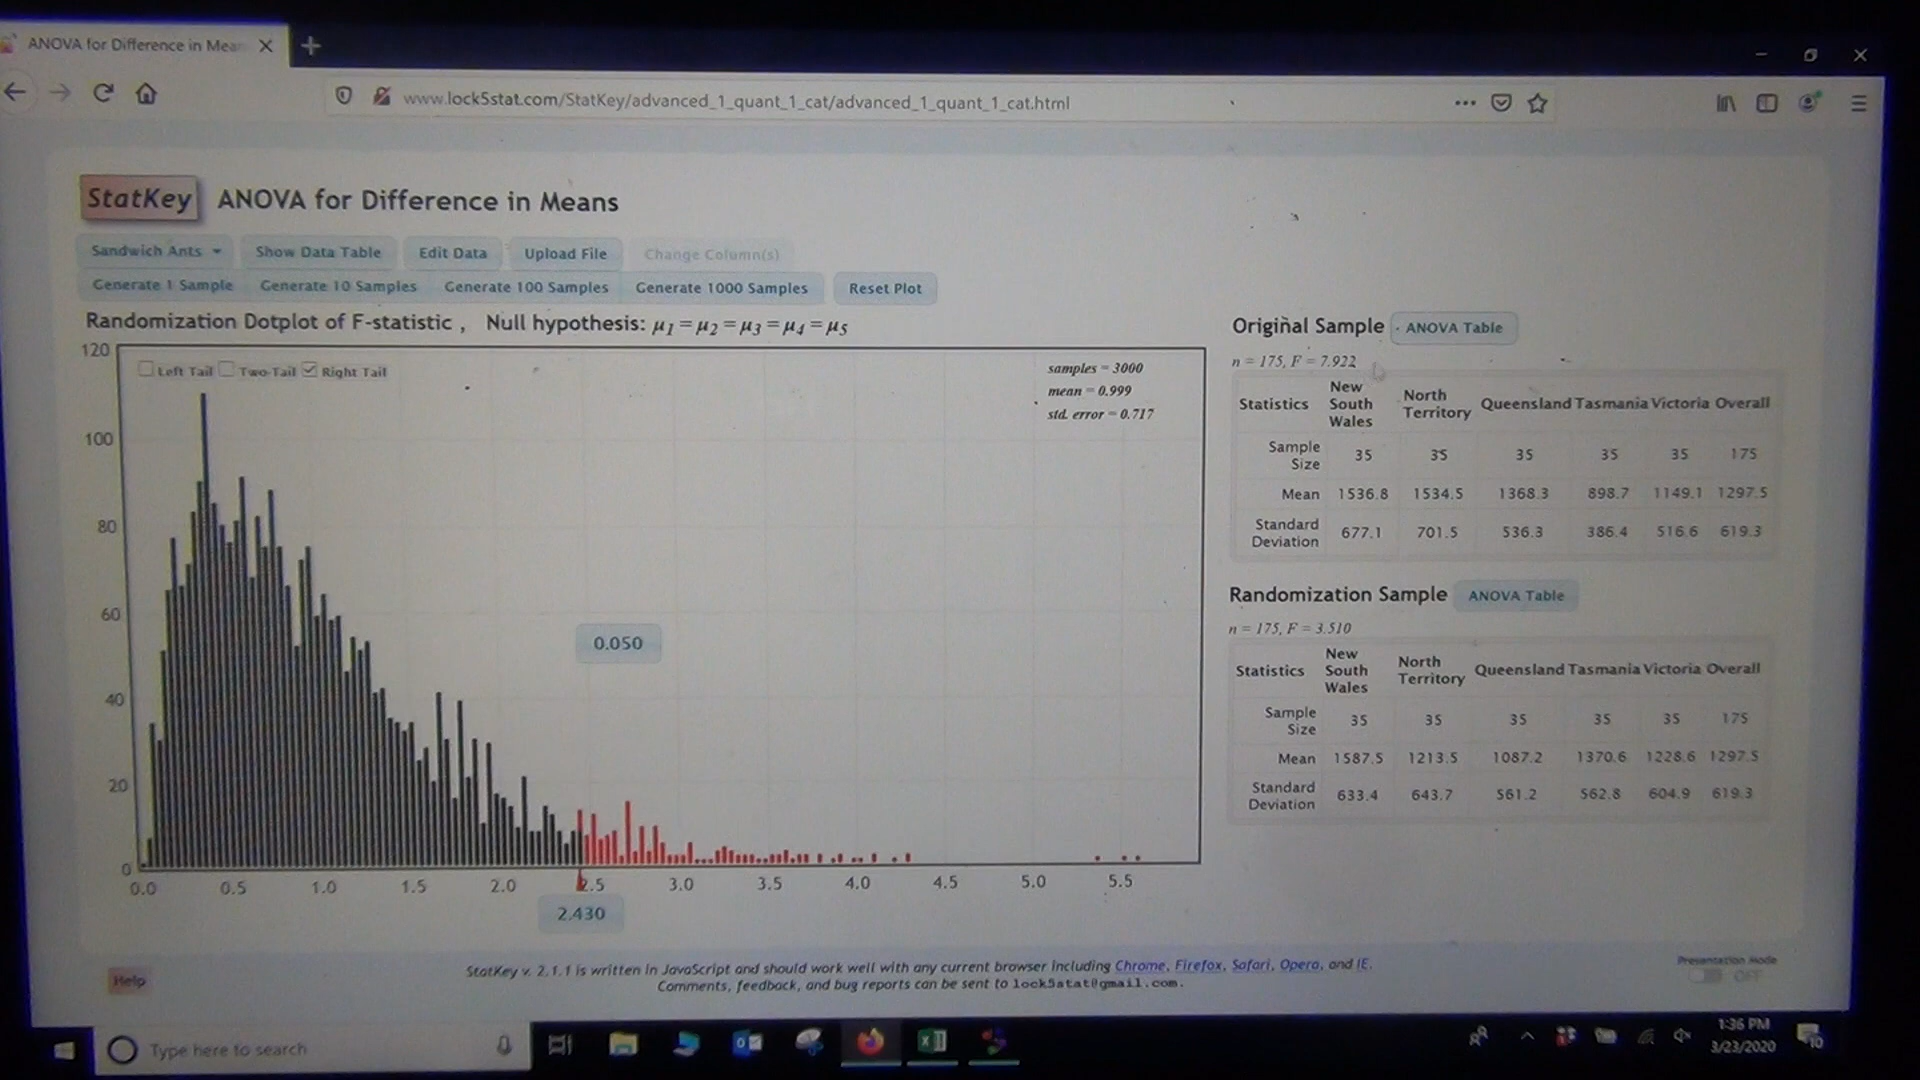 ANOVA for Difference in Mea
www.lock5stat.com/StatKey/advanced_1_quant_1_cat/advanced_1_quant_1_cat.html
StatKey ANOVA for Difference in Means
Sandwich Ants Show Data Table Edit Data Upload File Change Column(s)
Generate 1 Sample Generate 10 Samples Generate 100 Samples Generate 1000 Samples Reset Plot
Randomization Dotplot of F-statistic , Null hypothesis: μ1=μ2=μ3=μ4=μ5
Left Tail Two-Tail Right Tail
samples = 3000
mean = 0.999
std. error = 0.717
120
100
80
60
40
20
0
0.050
0.0 0.5 1.0 1.5 2.0 2.5 3.0 3.5 4.0 4.5 5.0 5.5
2.430
Original Sample ANOVA Table
n = 175, F = 7.922
Statistics New South Wales North Territory Queensland Tasmania Victoria Overall
Sample Size 35 35 35 35 35 175
Mean 1536.8 1534.5 1368.3 898.7 1149.1 1297.5
Standard Deviation 677.1 701.5 536.3 386.4 516.6 619.3
Randomization Sample ANOVA Table
n = 175, F = 3.510
Statistics New South Wales North Territory Queensland Tasmania Victoria Overall
Sample Size 35 35 35 35 35 175
Mean 1587.5 1213.5 1087.2 1370.6 1228.6 1297.5
Standard Deviation 633.4 643.7 561.2 562.8 604.9 619.3
Help
StatKey v. 2.1.1 is written in JavaScript and should work well with any current browser including Chrome, Firefox, Safari, Opera, and IE.
Comments, feedback, and bug reports can be sent to lock5stat@gmail.com.
Presentation Mode
OFF
Type here to search
1:36 PM
3/23/2020
10